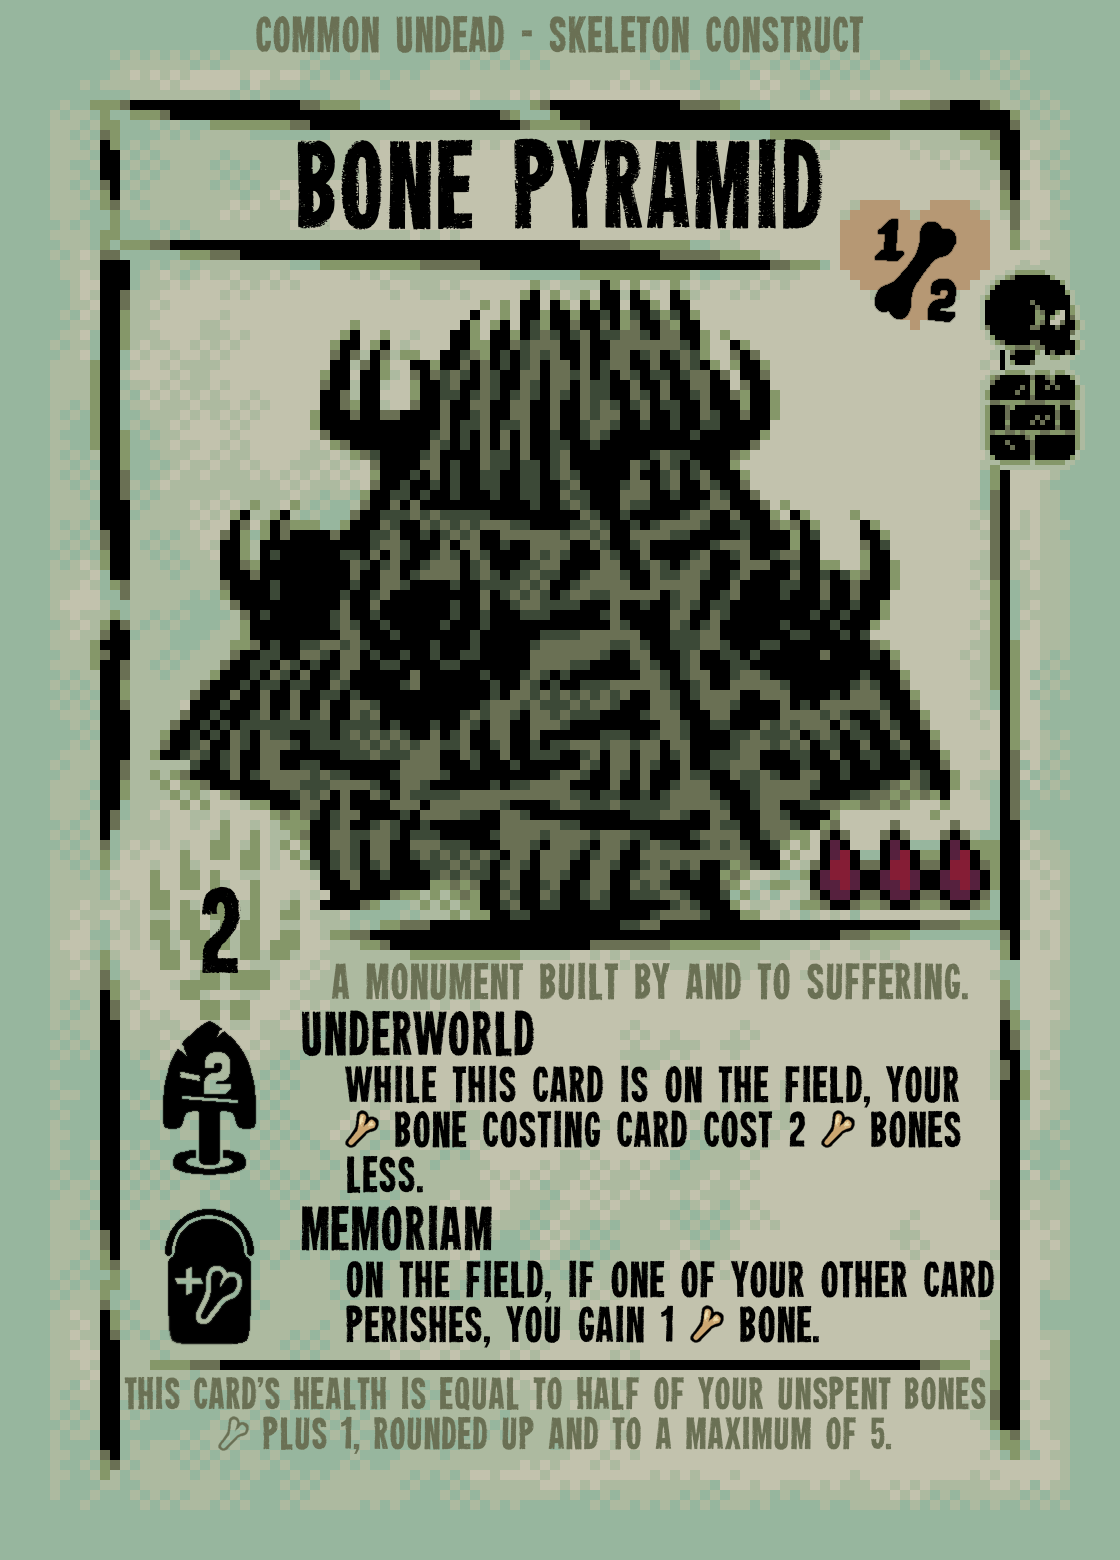 COMMON UNDEAD - SKELETON CONSTRUCT
BONE PYRAMID
1/2
2
A MONUMENT BUILT BY AND TO SUFFERING.
UNDERWORLD
-2
WHILE THIS CARD IS ON THE FIELD, YOUR
BONE COSTING CARD COST 2 BONES
LESS.
MEMORIAM
+
ON THE FIELD, IF ONE OF YOUR OTHER CARD
PERISHES, YOU GAIN 1 BONE.
THIS CARD'S HEALTH IS EQUAL TO HALF OF YOUR UNSPENT BONES
PLUS 1, ROUNDED UP AND TO A MAXIMUM OF 5.